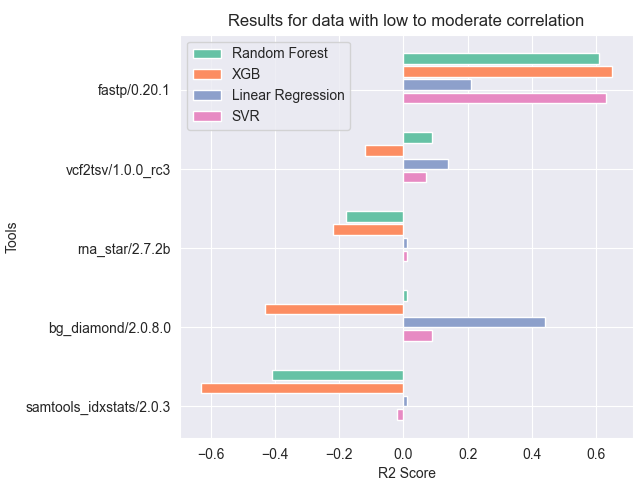 Results for data with low to moderate correlation
Random Forest
XGB
Linear Regression
SVR
fastp/0.20.1
vcf2tsv/1.0.0_rc3
rna_star/2.7.2b
bg_diamond/2.0.8.0
samtools_idxstats/2.0.3
Tools
−0.6 −0.4 −0.2 0.0 0.2 0.4 0.6
R2 Score